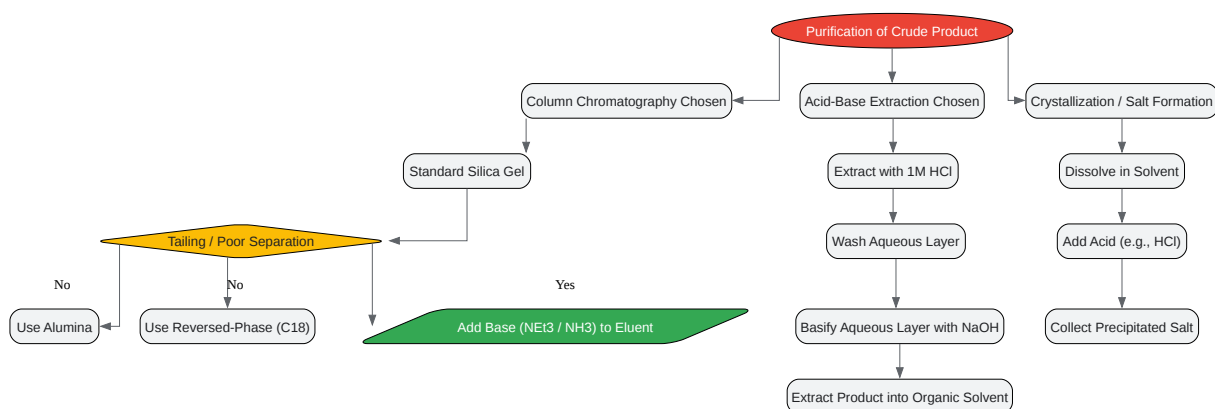 Purification of Crude Product
Column Chromatography Chosen
Acid-Base Extraction Chosen
Crystallization / Salt Formation
Standard Silica Gel
Extract with 1M HCl
Dissolve in Solvent
Tailing / Poor Separation
Wash Aqueous Layer
Add Acid (e.g., HCl)
No
No
Yes
Use Alumina
Use Reversed-Phase (C18)
Add Base (NEt3 / NH3) to Eluent
Basify Aqueous Layer with NaOH
Collect Precipitated Salt
Extract Product into Organic Solvent